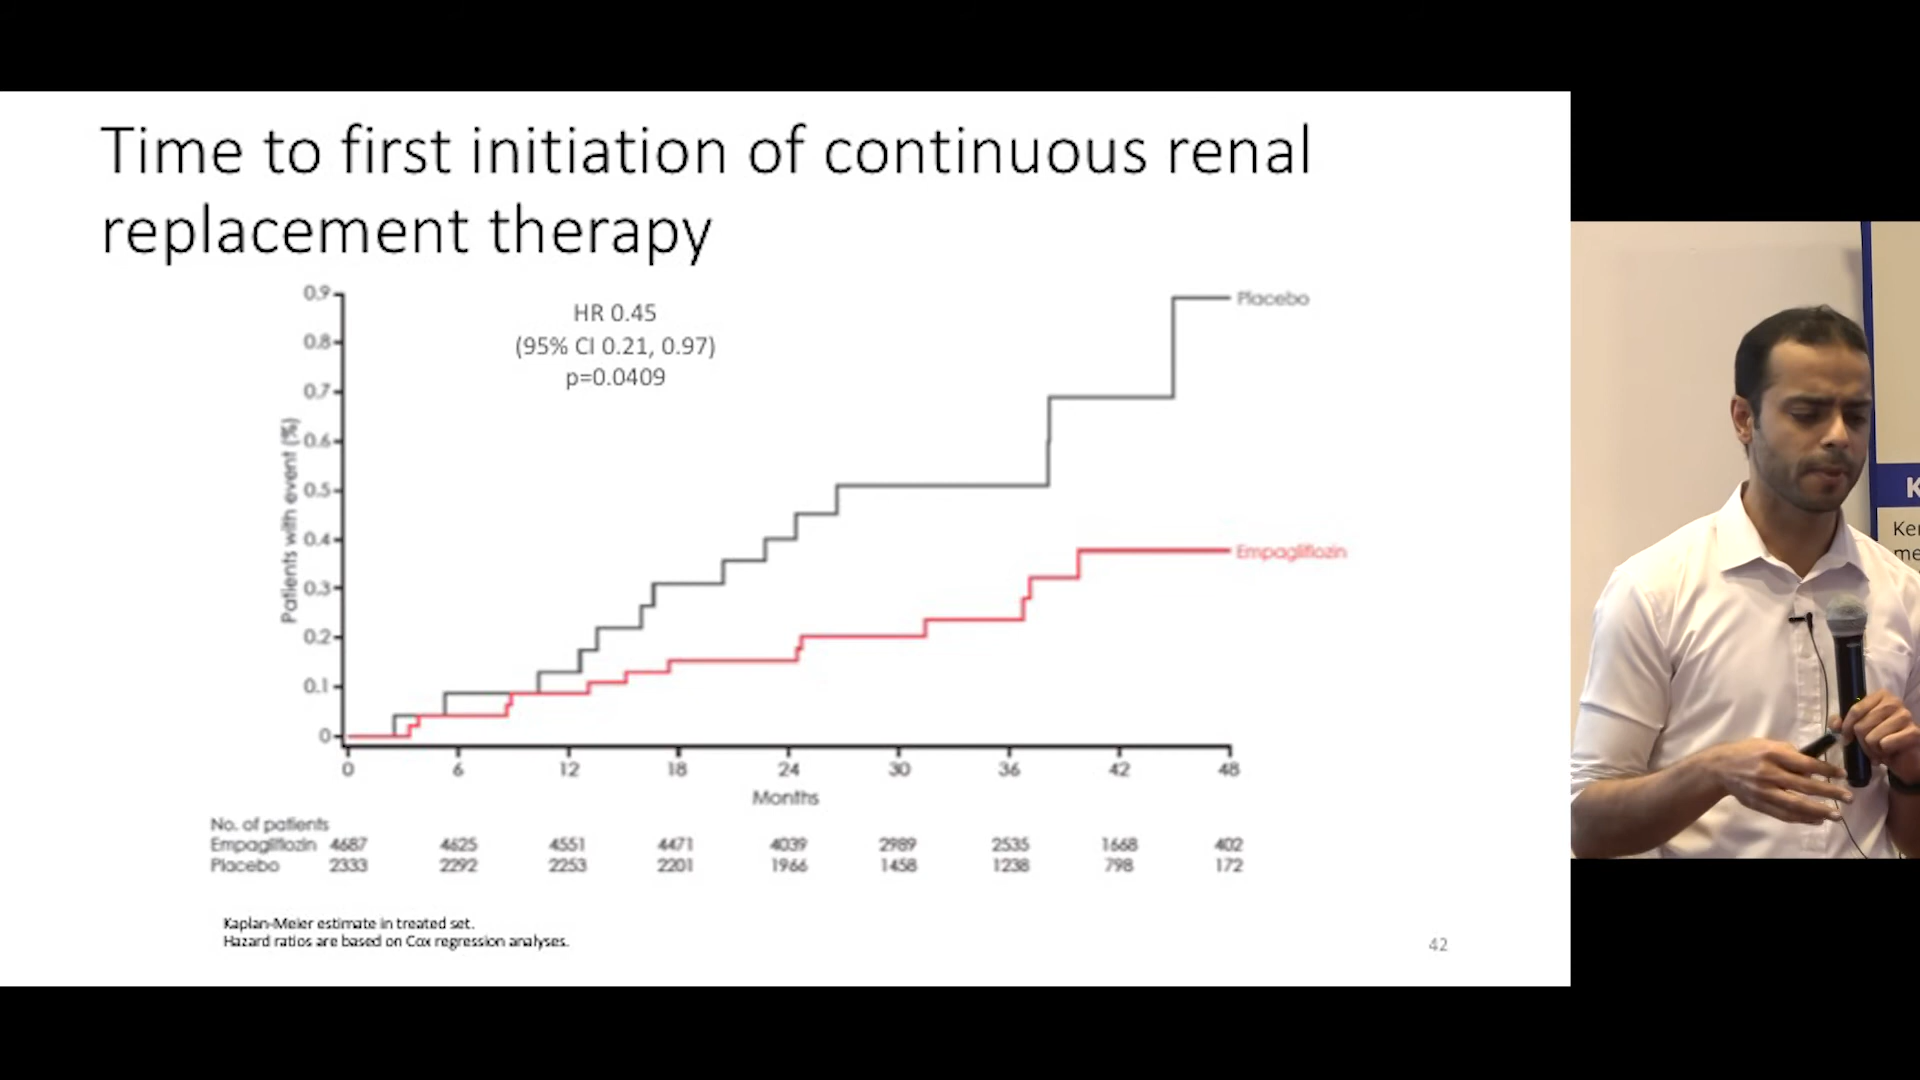 Time to first initiation of continuous renal
replacement therapy
HR 0.45
(95% CI 0.21, 0.97)
p=0.0409
Placebo
Empagliflozin
Patients with event (%)
0.9
0.8
0.7
0.6
0.5
0.4
0.3
0.2
0.1
0
0 6 12 18 24 30 36 42 48
Months
No. of patients
Empagliflozin 4687 4625 4551 4471 4039 2989 2535 1668 402
Placebo 2333 2292 2253 2201 1966 1458 1238 798 172
Kaplan-Meier estimate in treated set.
Hazard ratios are based on Cox regression analyses.
42